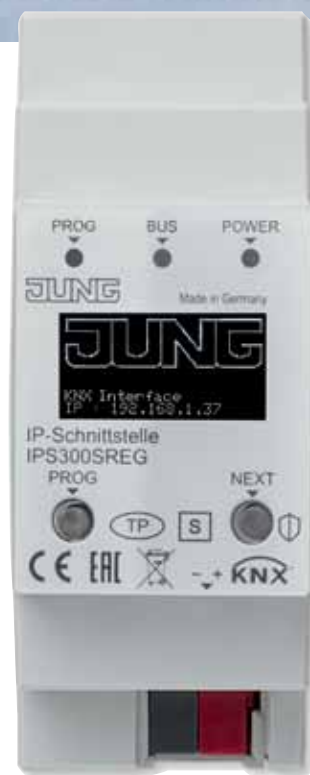 PROG BUS POWER
JUNG
Made in Germany
JUNG
KNX Interface
IP : 192.168.1.37
IP-Schnittstelle
IPS300SREG
PROG NEXT
TP S
CE EAC - + KNX